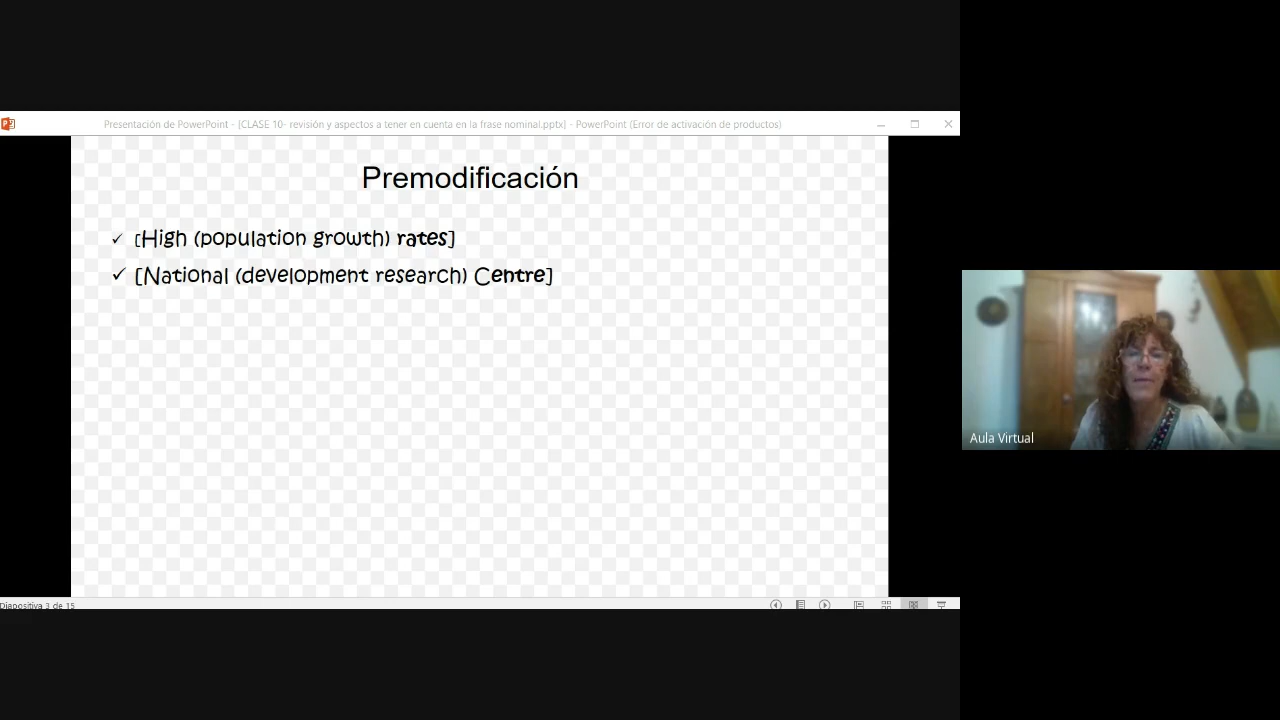 Presentación de PowerPoint - [CLASE 10- revisión y aspectos a tener en cuenta en la frase nominal.pptx] - PowerPoint (Error de activación de productos)
Premodificación
✓ [High (population growth) rates]
✓ [National (development research) Centre]
Aula Virtual
Diapositiva 3 de 15